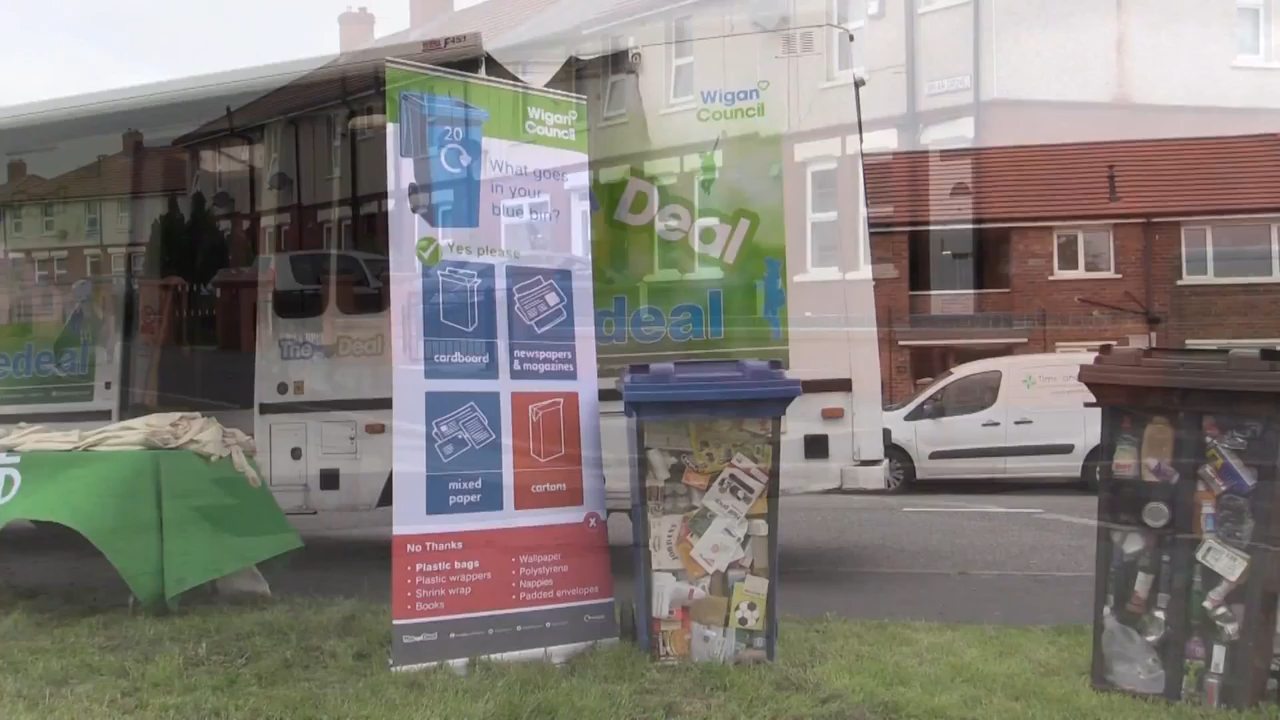 Wigan
Council
20
What goes
in your
blue bin?
Yes please
cardboard
newspapers
& magazines
mixed
paper
cartons
No Thanks
• Plastic bags
• Plastic wrappers
• Shrink wrap
• Books
• Wallpaper
• Polystyrene
• Nappies
• Padded envelopes
The Deal
Wigan
Council
Deal
deal
edeal
The Deal